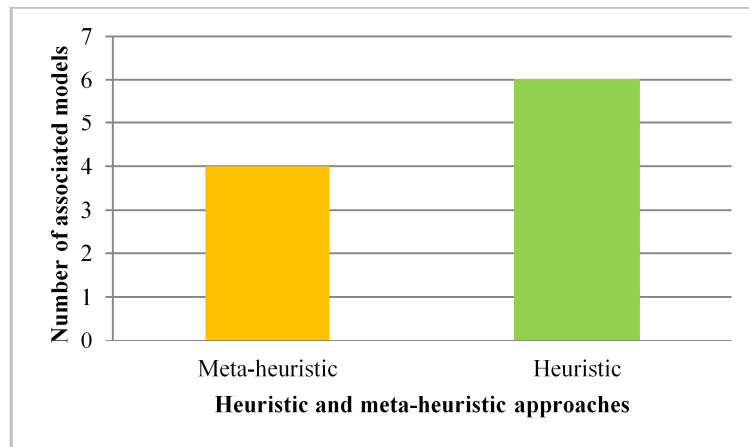 Number of associated models
7
6
5
4
3
2
1
0
Meta-heuristic
Heuristic
Heuristic and meta-heuristic approaches